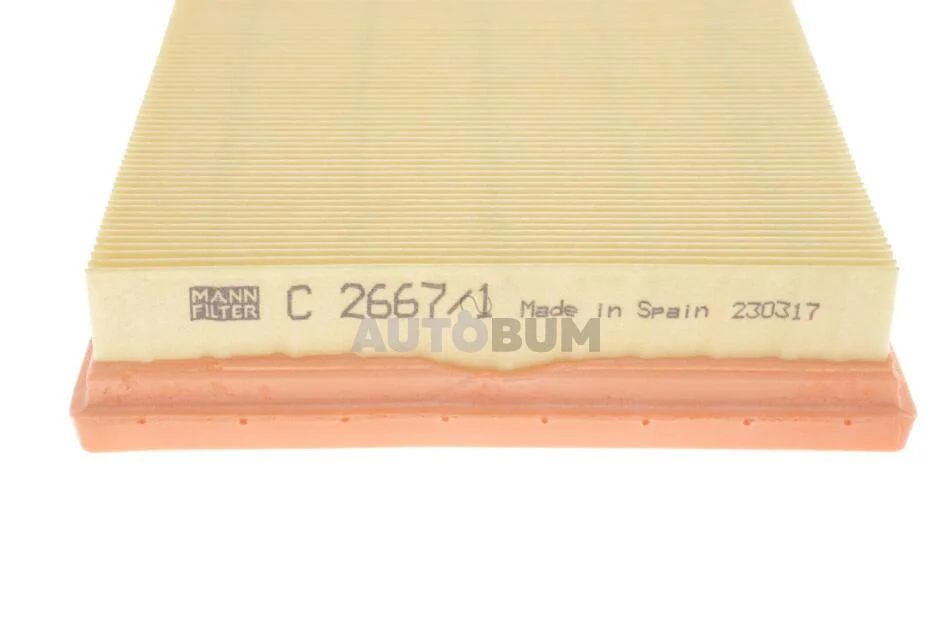 MANN
FILTER
C 2667/1 Made in Spain 230317
AUTOBUM